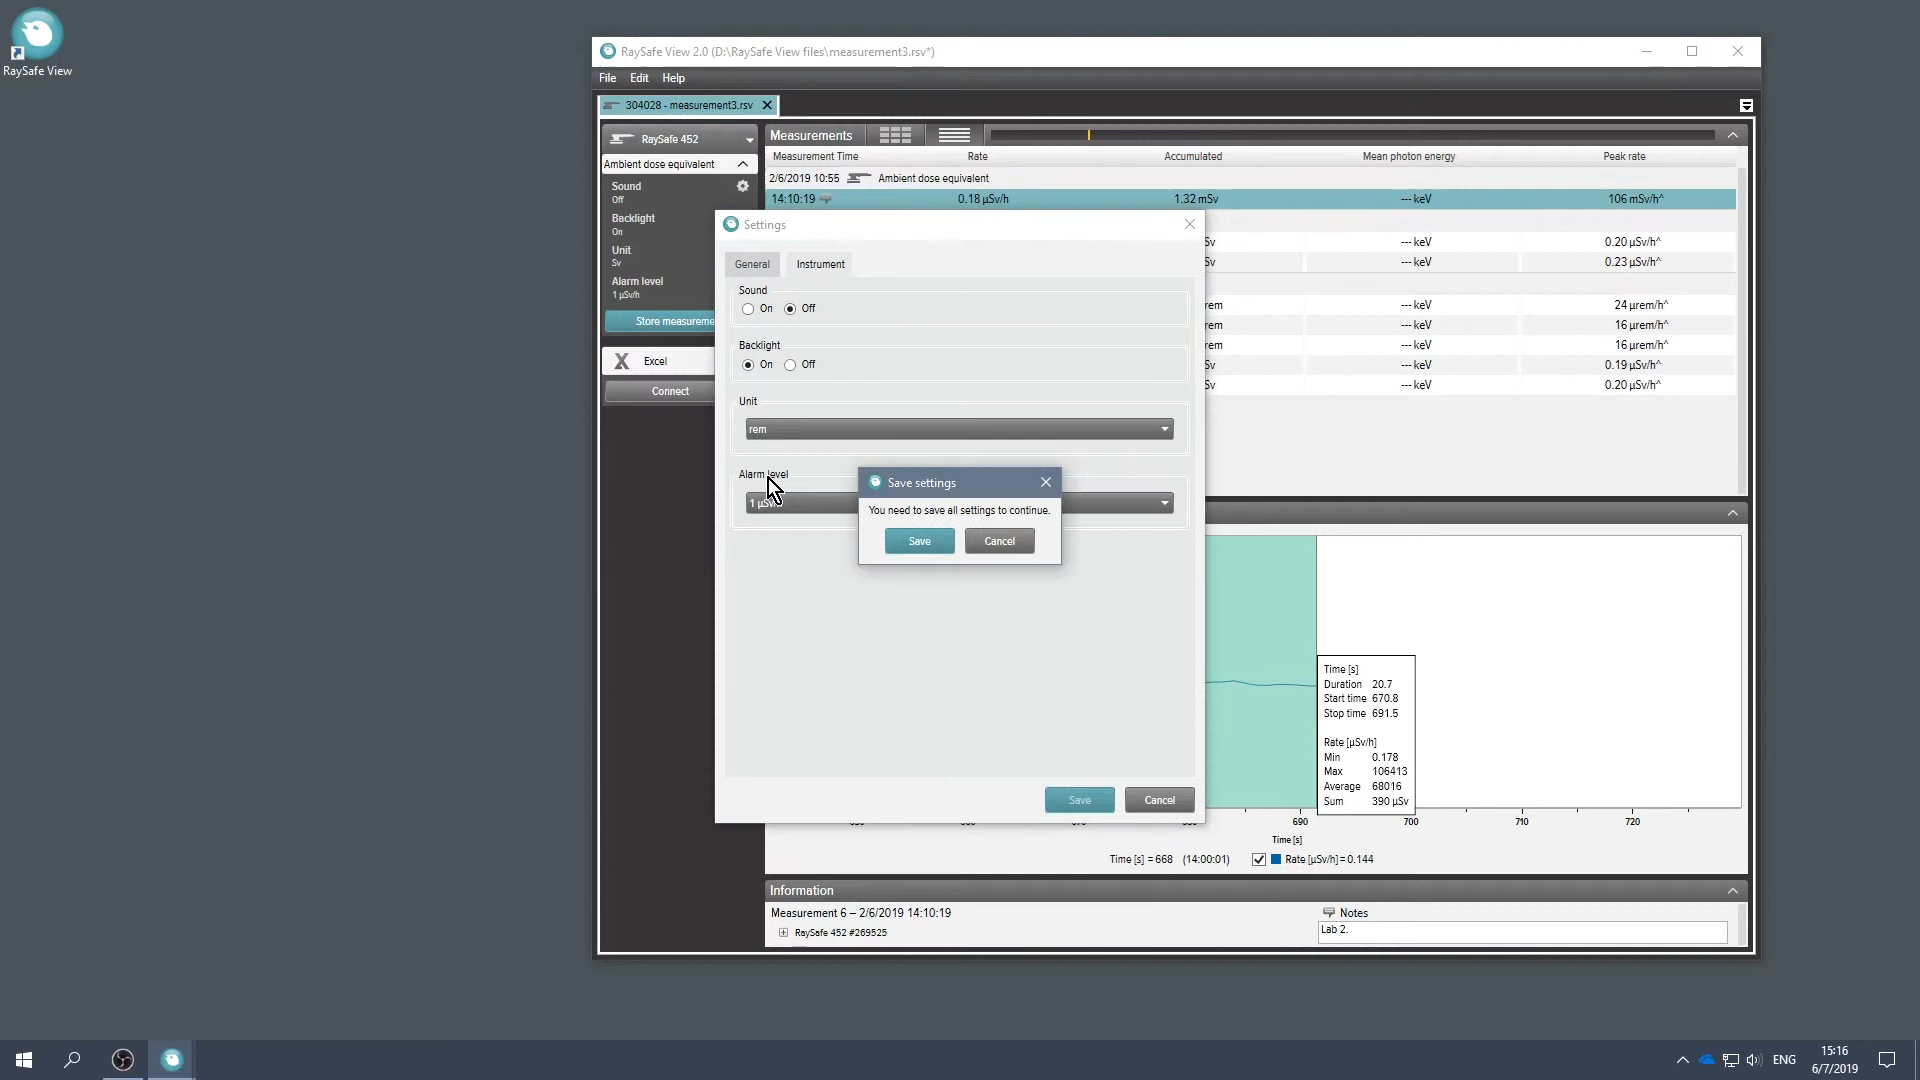 RaySafe View
RaySafe View 2.0 (D:\RaySafe View files\measurement3.rsv*)
File Edit Help
304028 - measurement3.rsv
RaySafe 452
Measurements
Ambient dose equivalent
Measurement Time Rate Accumulated Mean photon energy Peak rate
2/6/2019 10:55 Ambient dose equivalent
14:10:19 0.18 µSv/h 1.32 mSv --- keV 106 mSv/h^
Sound
Off
Backlight
On
Unit
Sv
Alarm level
1 µSv/h
Store measureme
X Excel
Connect
Sv --- keV 0.20 µSv/h^
Sv --- keV 0.23 µSv/h^
rem --- keV 24 µrem/h^
rem --- keV 16 µrem/h^
rem --- keV 16 µrem/h^
Sv --- keV 0.19 µSv/h^
Sv --- keV 0.20 µSv/h^
Settings
General Instrument
Sound
On Off
Backlight
On Off
Unit
rem
Alarm level
Save settings
You need to save all settings to continue.
Save Cancel
Save Cancel
Time [s]
Duration 20.7
Start time 670.8
Stop time 691.5
Rate [µSv/h]
Min 0.178
Max 106413
Average 68016
Sum 390 µSv
690 700 710 720
Time [s]
Time [s] = 668 (14:00:01) Rate [µSv/h] = 0.144
Information
Measurement 6 – 2/6/2019 14:10:19
RaySafe 452 #269525
Notes
Lab 2.
ENG
15:16
6/7/2019